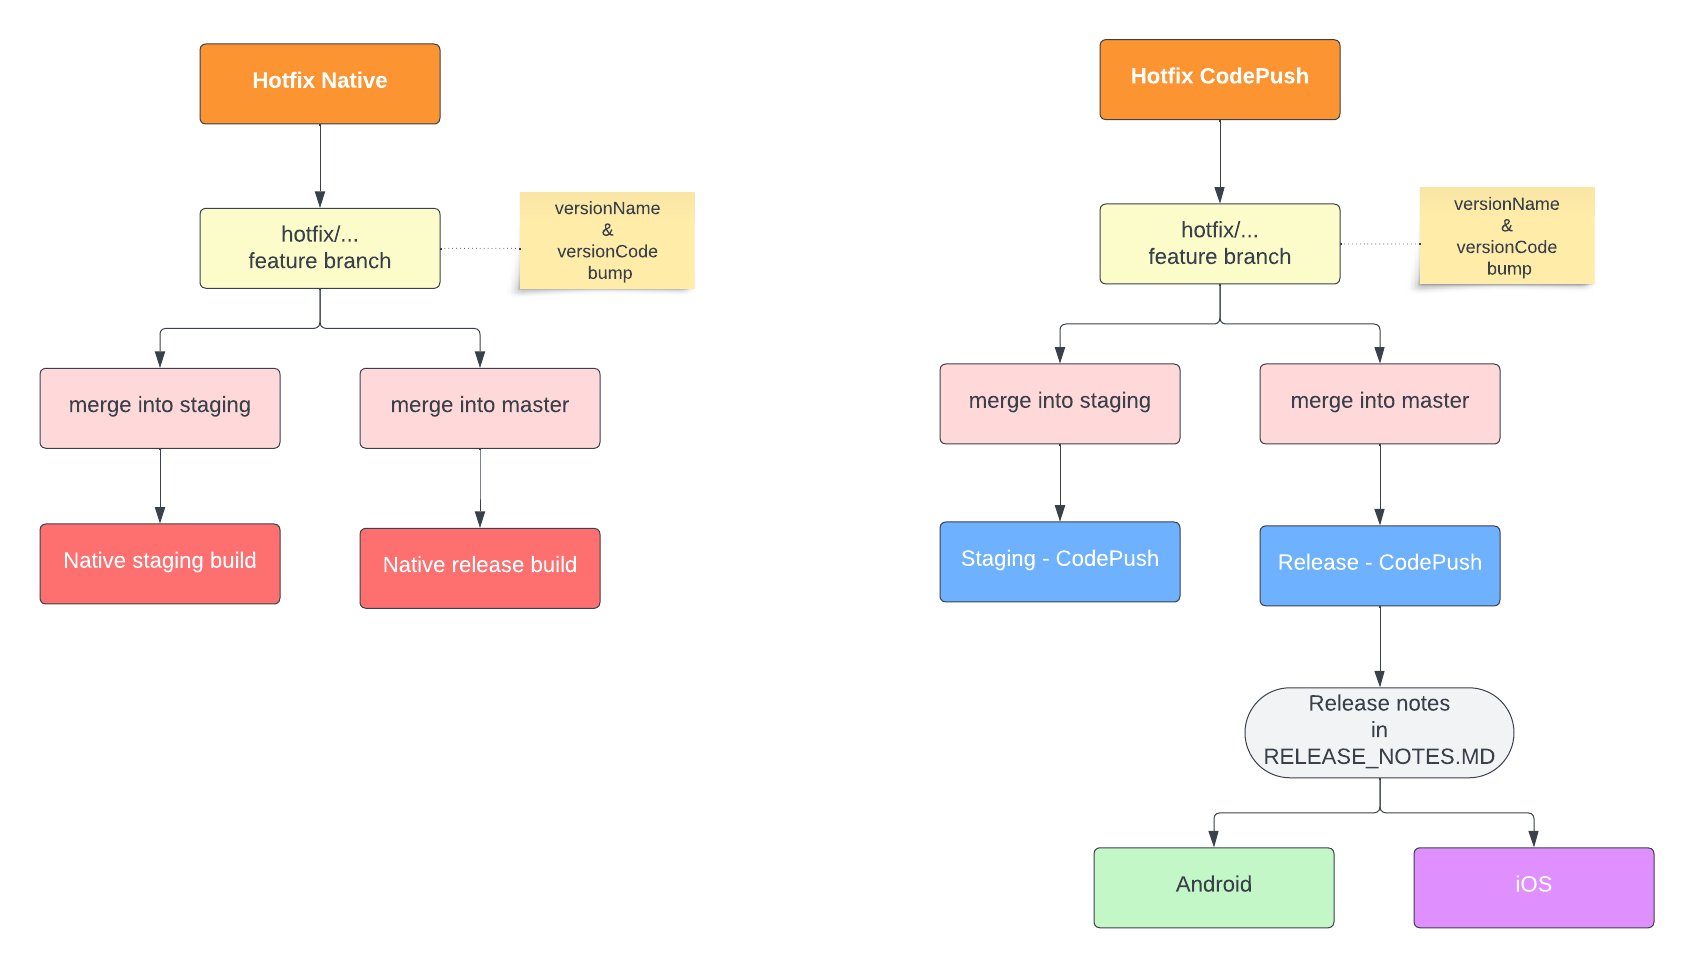 Hotfix Native
hotfix/...
feature branch
versionName
&
versionCode
bump
merge into staging
merge into master
Native staging build
Native release build
Hotfix CodePush
hotfix/...
feature branch
versionName
&
versionCode
bump
merge into staging
merge into master
Staging - CodePush
Release - CodePush
Release notes
in
RELEASE_NOTES.MD
Android
iOS